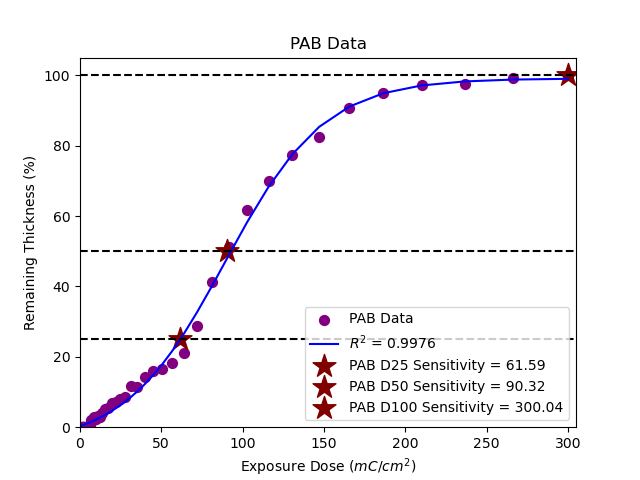 PAB Data
100
80
60
40
20
0
Remaining Thickness (%)
PAB Data
R² = 0.9976
PAB D25 Sensitivity = 61.59
PAB D50 Sensitivity = 90.32
PAB D100 Sensitivity = 300.04
0 50 100 150 200 250 300
Exposure Dose (mC/cm²)